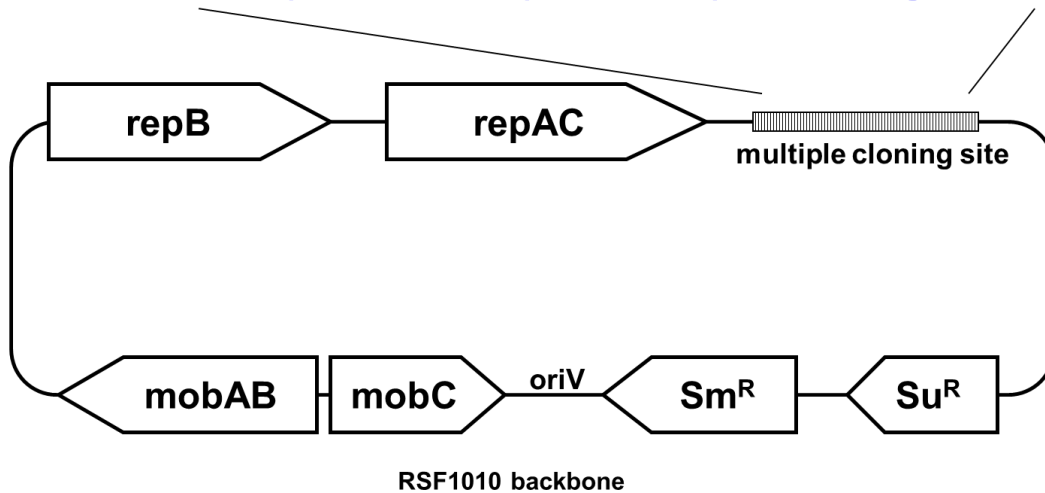 repB repAC
multiple cloning site
mobAB mobC oriV Smᴿ Suᴿ
RSF1010 backbone